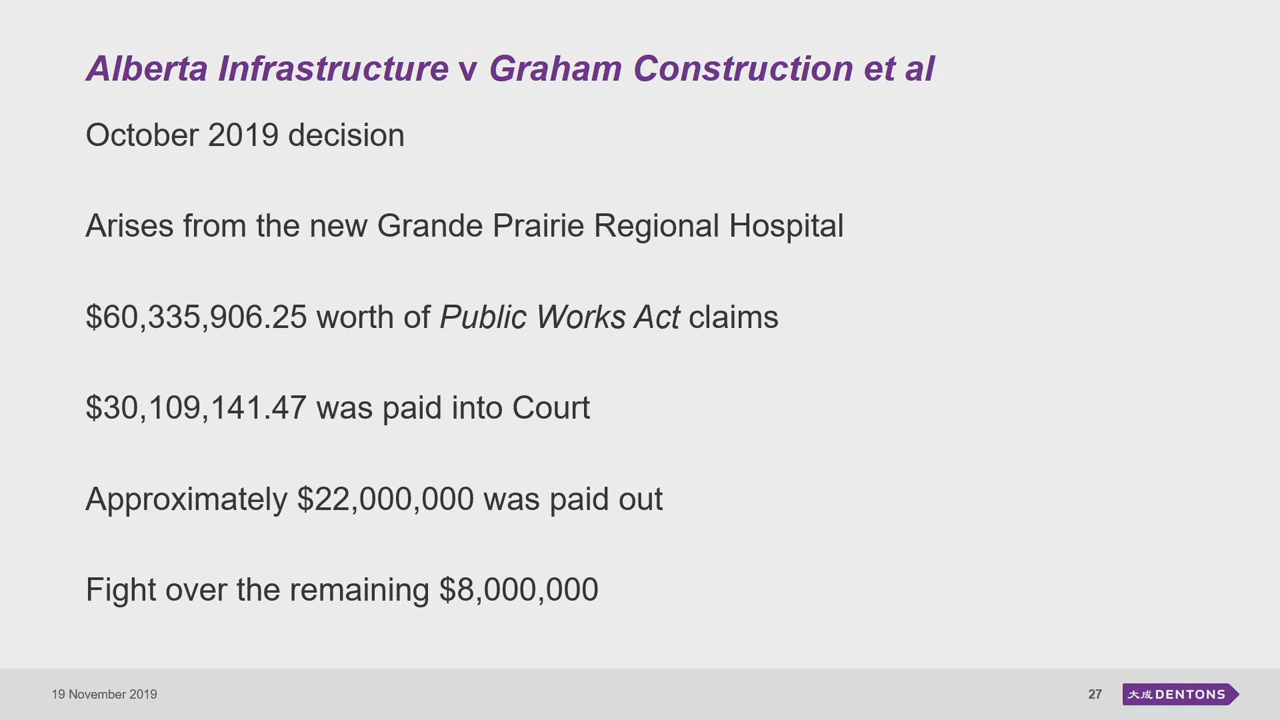 Alberta Infrastructure v Graham Construction et al
October 2019 decision
Arises from the new Grande Prairie Regional Hospital
$60,335,906.25 worth of Public Works Act claims
$30,109,141.47 was paid into Court
Approximately $22,000,000 was paid out
Fight over the remaining $8,000,000
19 November 2019
27
大成 DENTONS